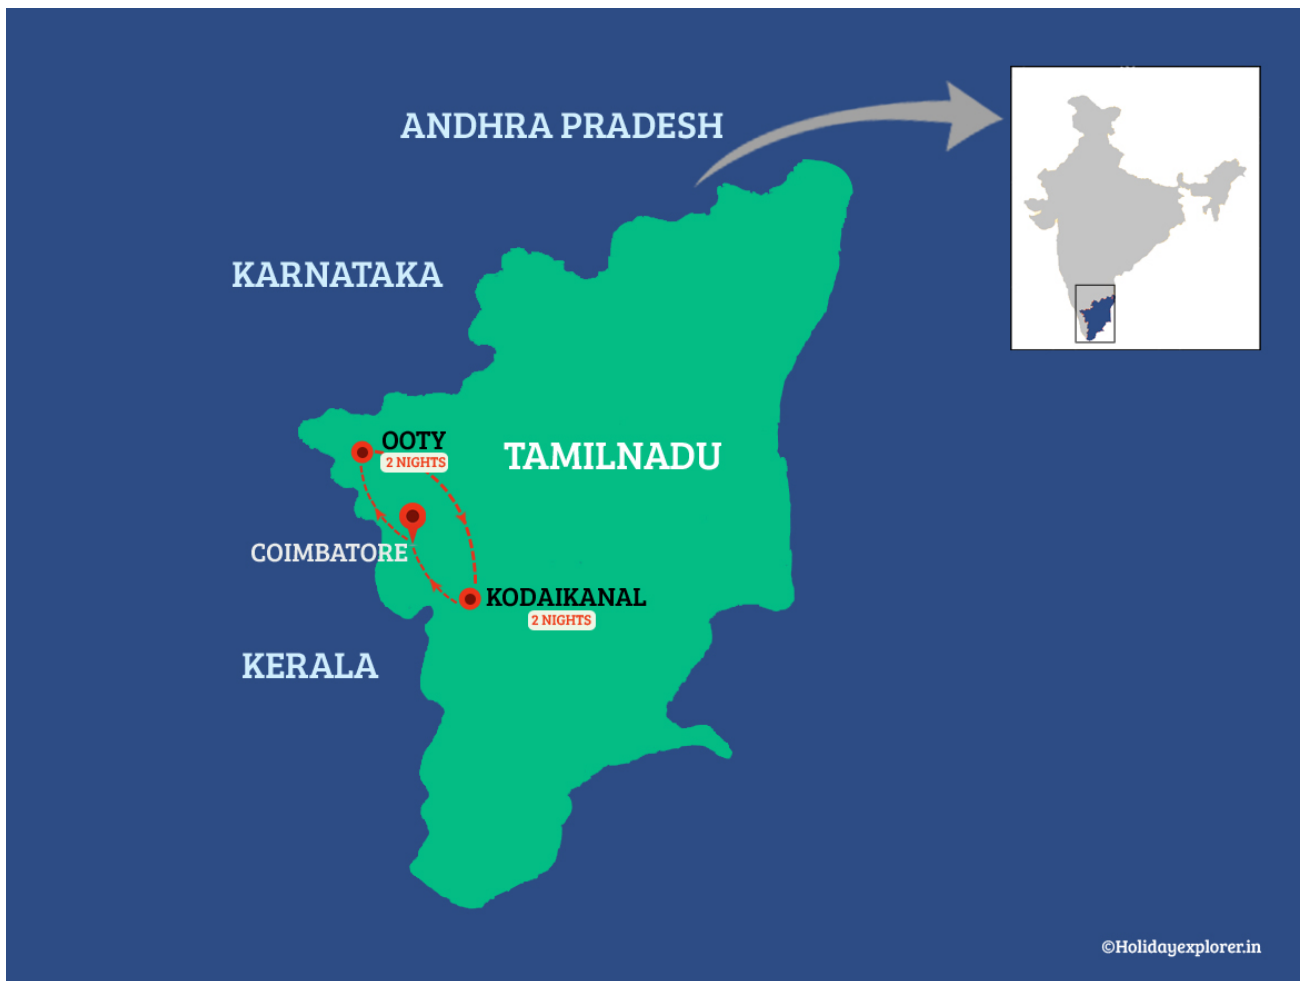 ANDHRA PRADESH
KARNATAKA
OOTY
2 NIGHTS
TAMILNADU
COIMBATORE
KODAIKANAL
2 NIGHTS
KERALA
©Holidayexplorer.in